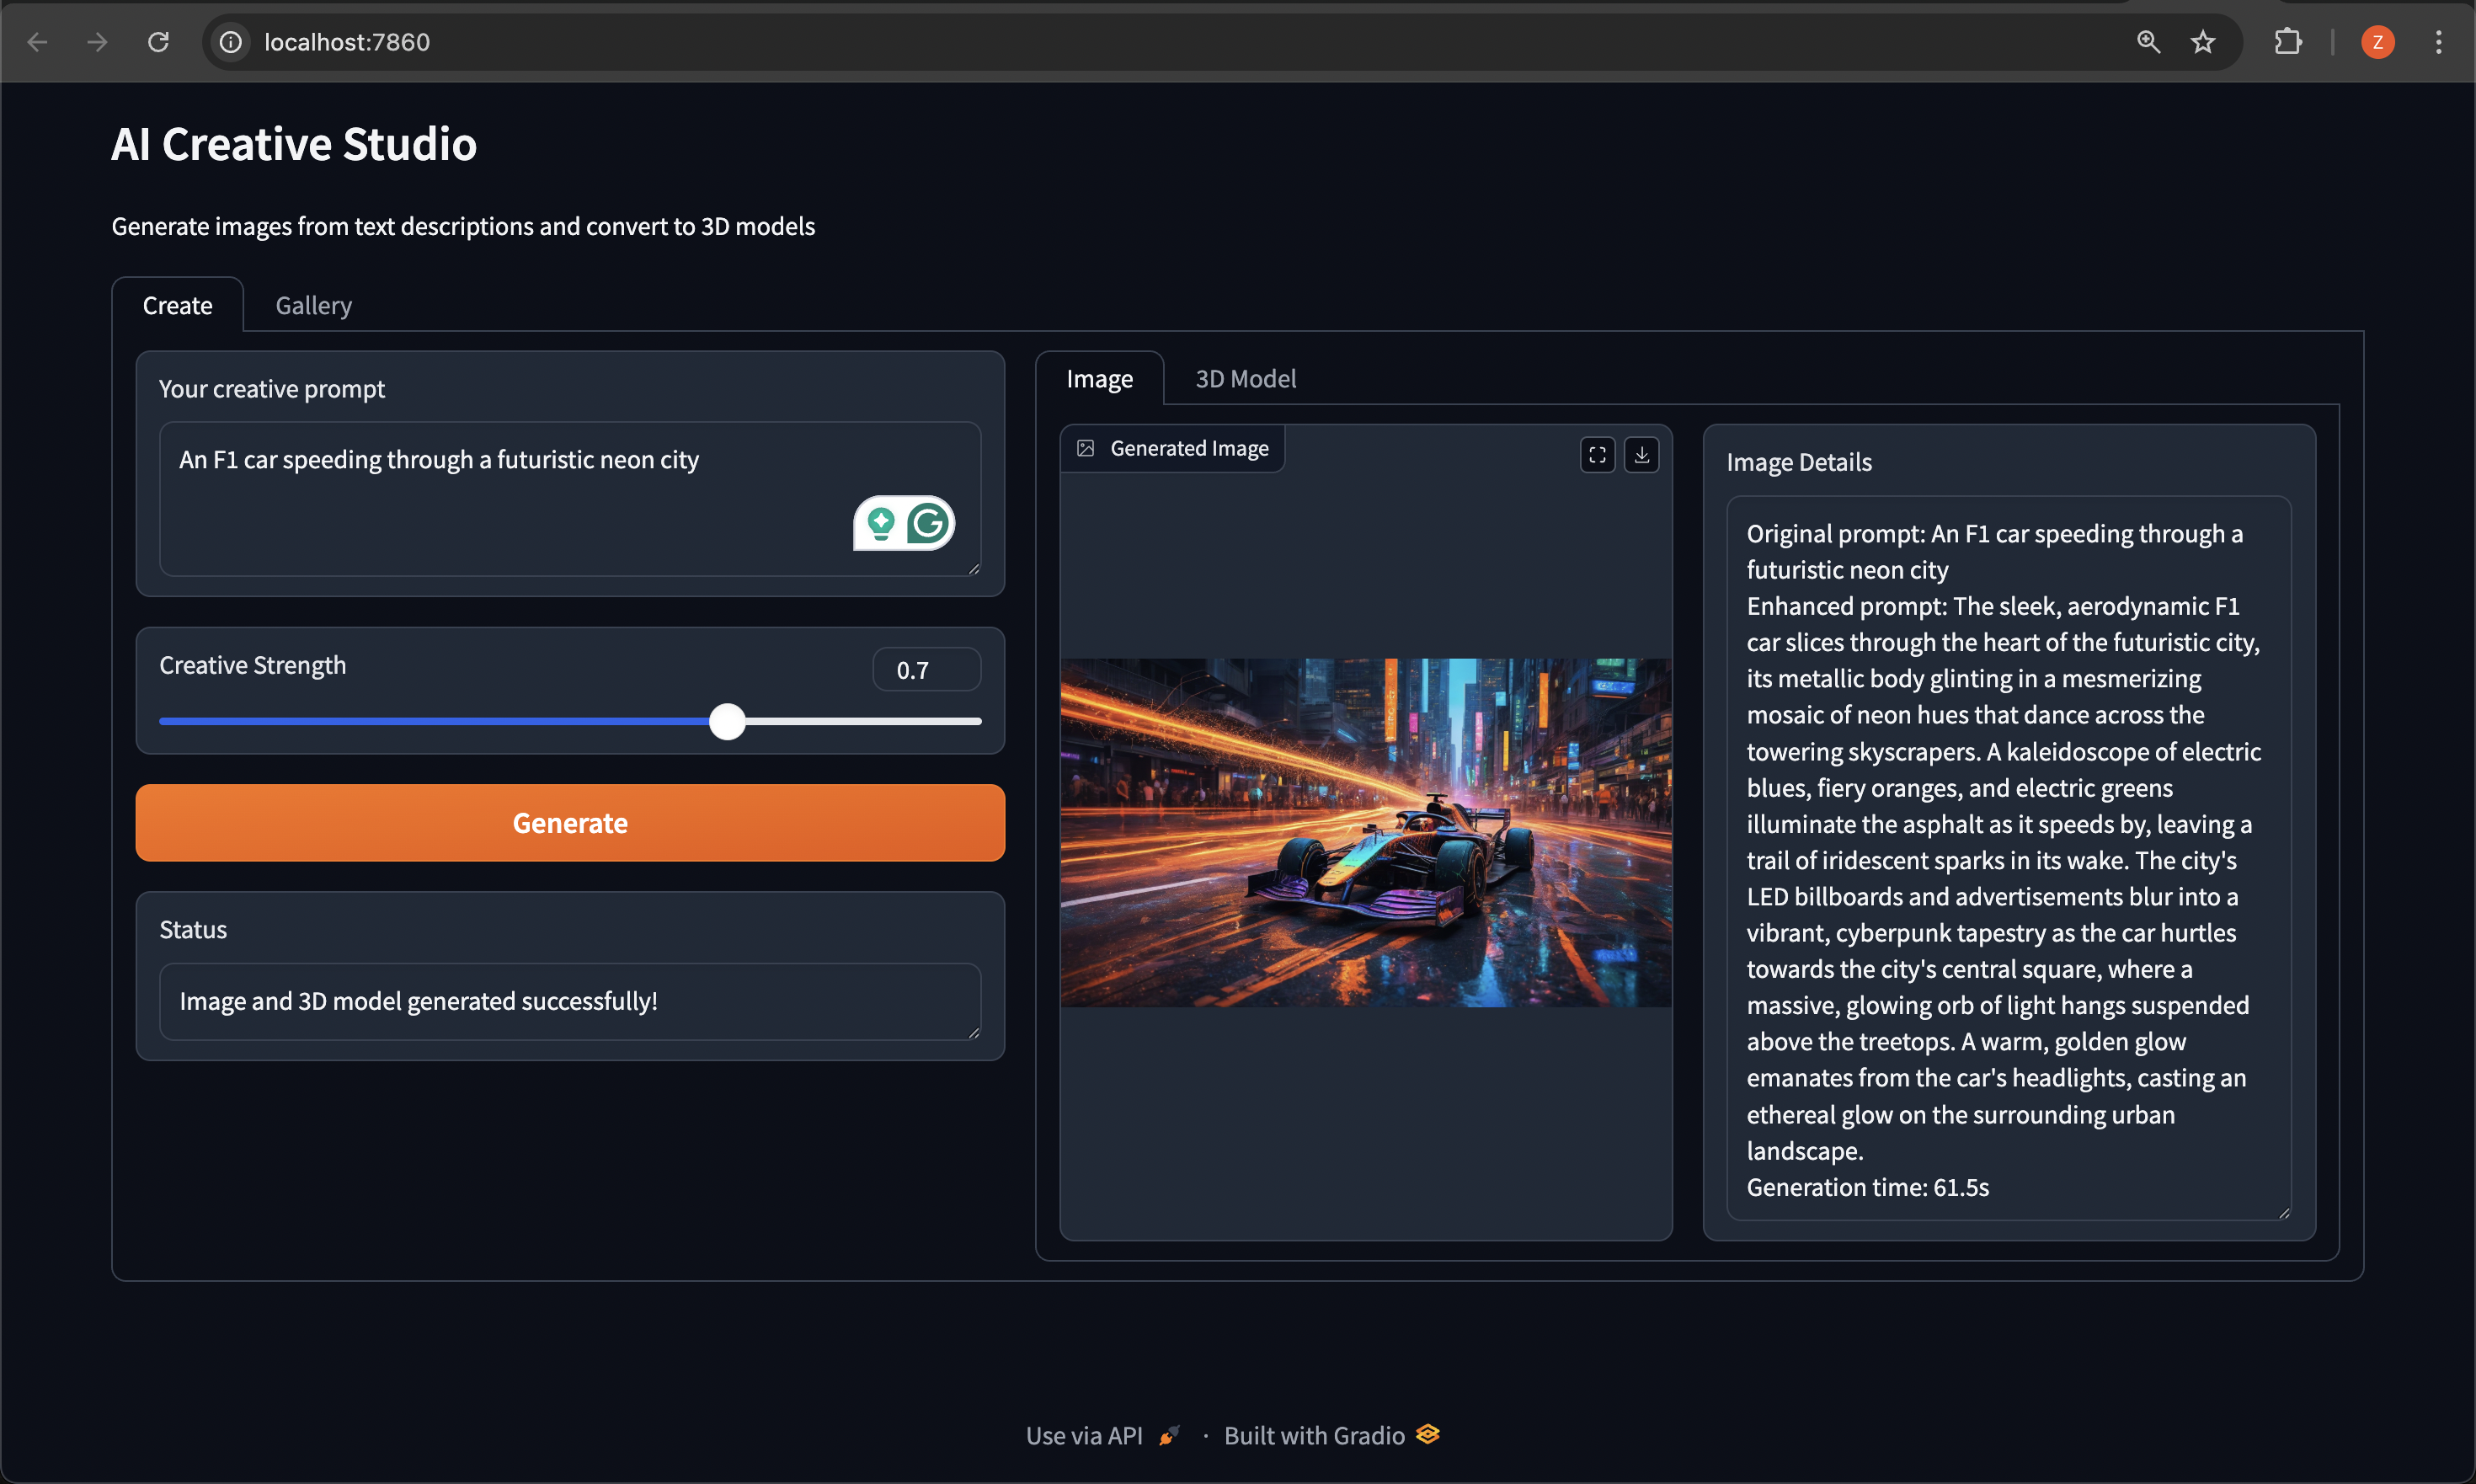 localhost:7860
Z
AI Creative Studio
Generate images from text descriptions and convert to 3D models
Create
Gallery
Your creative prompt
An F1 car speeding through a futuristic neon city
Creative Strength
0.7
Generate
Status
Image and 3D model generated successfully!
Image
3D Model
Generated Image
Image Details
Original prompt: An F1 car speeding through a
futuristic neon city
Enhanced prompt: The sleek, aerodynamic F1
car slices through the heart of the futuristic city,
its metallic body glinting in a mesmerizing
mosaic of neon hues that dance across the
towering skyscrapers. A kaleidoscope of electric
blues, fiery oranges, and electric greens
illuminate the asphalt as it speeds by, leaving a
trail of iridescent sparks in its wake. The city's
LED billboards and advertisements blur into a
vibrant, cyberpunk tapestry as the car hurtles
towards the city's central square, where a
massive, glowing orb of light hangs suspended
above the treetops. A warm, golden glow
emanates from the car's headlights, casting an
ethereal glow on the surrounding urban
landscape.
Generation time: 61.5s
Use via API · Built with Gradio